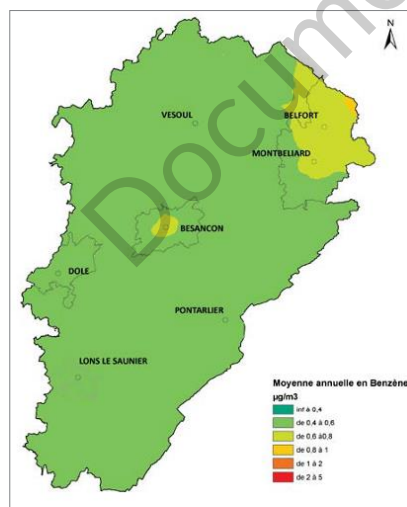 Docume
N
VESOUL
BELFORT
MONTBELIARD
BESANCON
DOLE
PONTARLIER
LONS LE SAUNIER
Moyenne annuelle en Benzène
µg/m3
inf à 0,4
de 0,4 à 0,6
de 0,6 à0,8
de 0,8 à 1
de 1 à 2
de 2 à 5